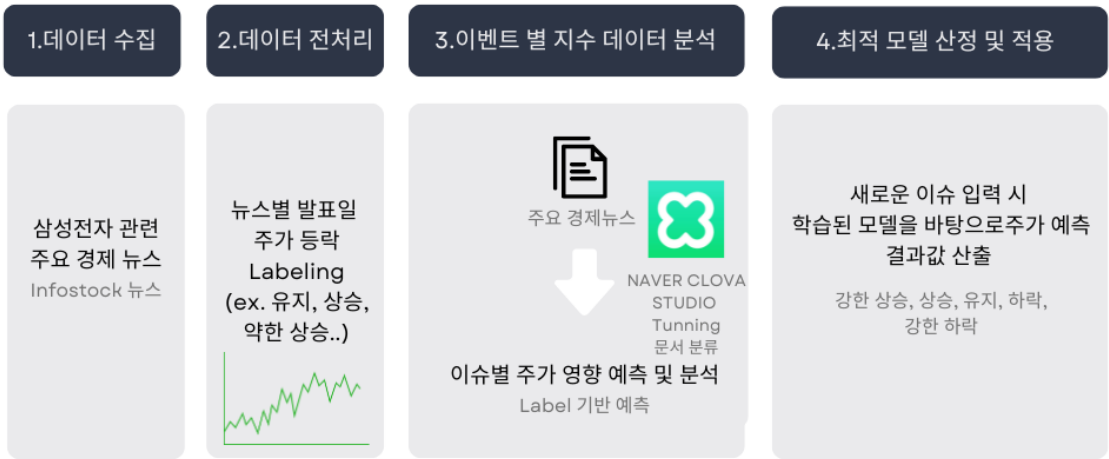 1.데이터 수집
2.데이터 전처리
3.이벤트 별 지수 데이터 분석
4.최적 모델 산정 및 적용
삼성전자 관련
주요 경제 뉴스
Infostock 뉴스
뉴스별 발표일
주가 등락
Labeling
(ex. 유지, 상승,
약한 상승..)
주요 경제뉴스
NAVER CLOVA
STUDIO
Tunning
문서 분류
이슈별 주가 영향 예측 및 분석
Label 기반 예측
새로운 이슈 입력 시
학습된 모델을 바탕으로주가 예측
결과값 산출
강한 상승, 상승, 유지, 하락,
강한 하락